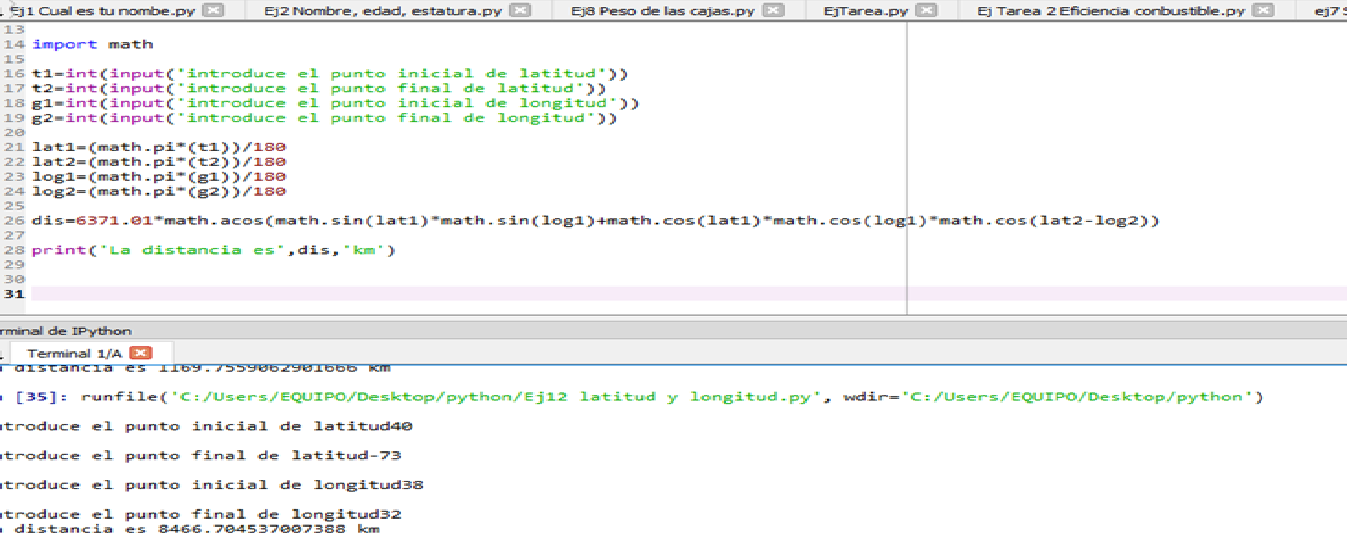 Ej1 Cual es tu nombe.py Ej2 Nombre, edad, estatura.py Ej8 Peso de las cajas.py EjTarea.py Ej Tarea 2 Eficiencia conbustible.py ej7
13
14 import math
15
16 t1=int(input('introduce el punto inicial de latitud'))
17 t2=int(input('introduce el punto final de latitud'))
18 g1=int(input('introduce el punto inicial de longitud'))
19 g2=int(input('introduce el punto final de longitud'))
20
21 lat1=(math.pi*(t1))/180
22 lat2=(math.pi*(t2))/180
23 log1=(math.pi*(g1))/180
24 log2=(math.pi*(g2))/180
25
26 dis=6371.01*math.acos(math.sin(lat1)*math.sin(log1)+math.cos(lat1)*math.cos(log1)*math.cos(lat2-log2))
27
28 print('La distancia es',dis,'km')
29
30
31
rminal de IPython
Terminal 1/A
distancia es 1169.7559062901666 km
[35]: runfile('C:/Users/EQUIPO/Desktop/python/Ej12 latitud y longitud.py', wdir='C:/Users/EQUIPO/Desktop/python')
troduce el punto inicial de latitud40
troduce el punto final de latitud-73
troduce el punto inicial de longitud38
troduce el punto final de longitud32
distancia es 8466.704537007388 km